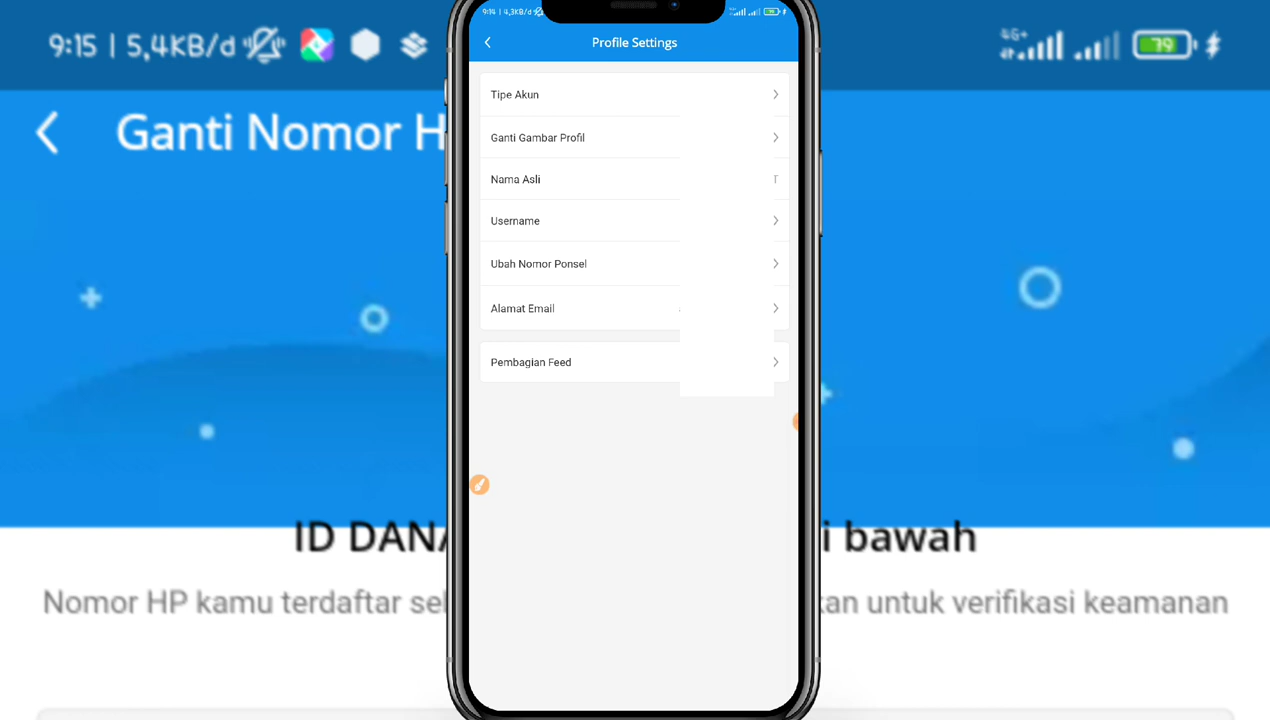 9:15 | 5,4KB/d
79
Ganti Nomor H
9:14 | 4,3KB/d
Profile Settings
Tipe Akun
Ganti Gambar Profil
Nama Asli T
Username
Ubah Nomor Ponsel
Alamat Email
Pembagian Feed
ID DANA i bawah
Nomor HP kamu terdaftar se kan untuk verifikasi keamanan